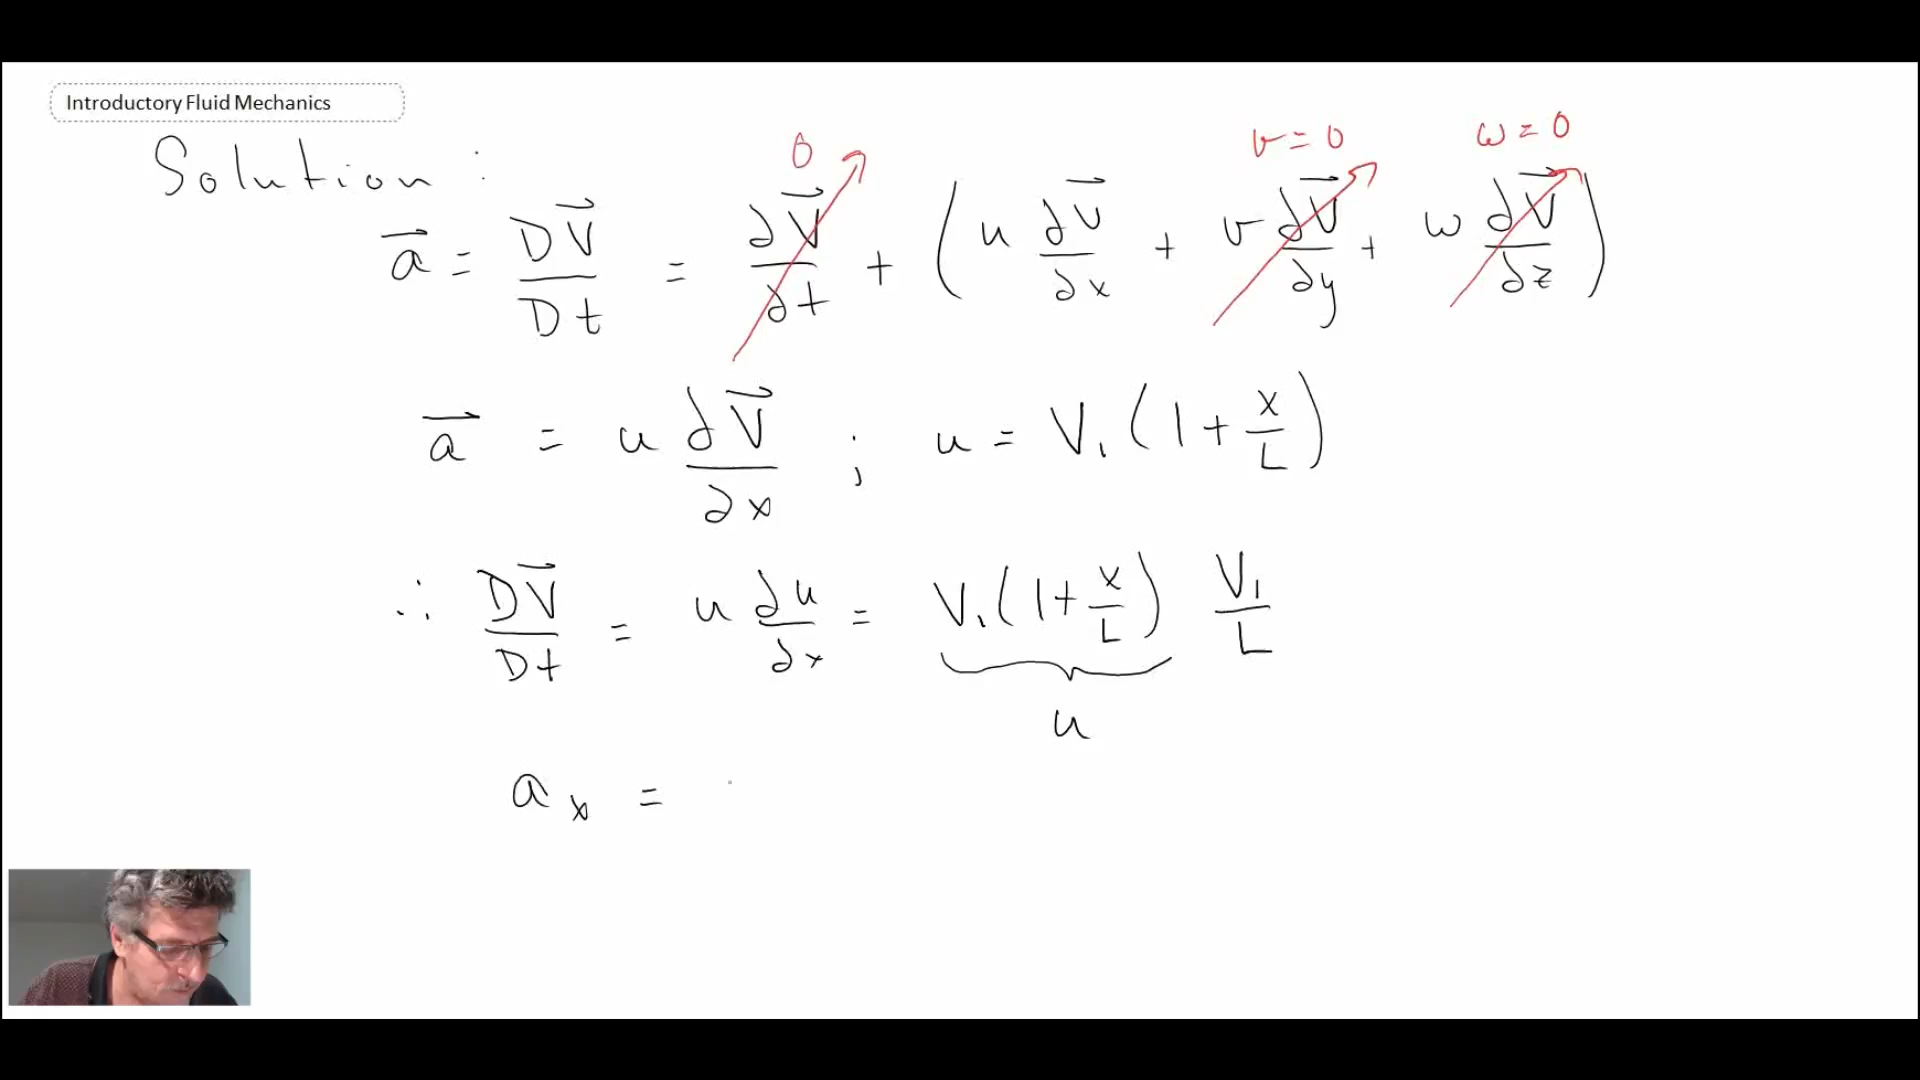 Introductory Fluid Mechanics
Solution :
0 v = 0 w = 0
a⃗ = DV⃗/Dt = ∂V⃗/∂t + ( u ∂V⃗/∂x + v ∂V⃗/∂y + w ∂V⃗/∂z )
a⃗ = u ∂V⃗/∂x ; u = V₁ ( 1 + x/L )
∴ DV⃗/Dt = u ∂u/∂x = V₁ ( 1 + x/L ) V₁/L
u
aₓ =